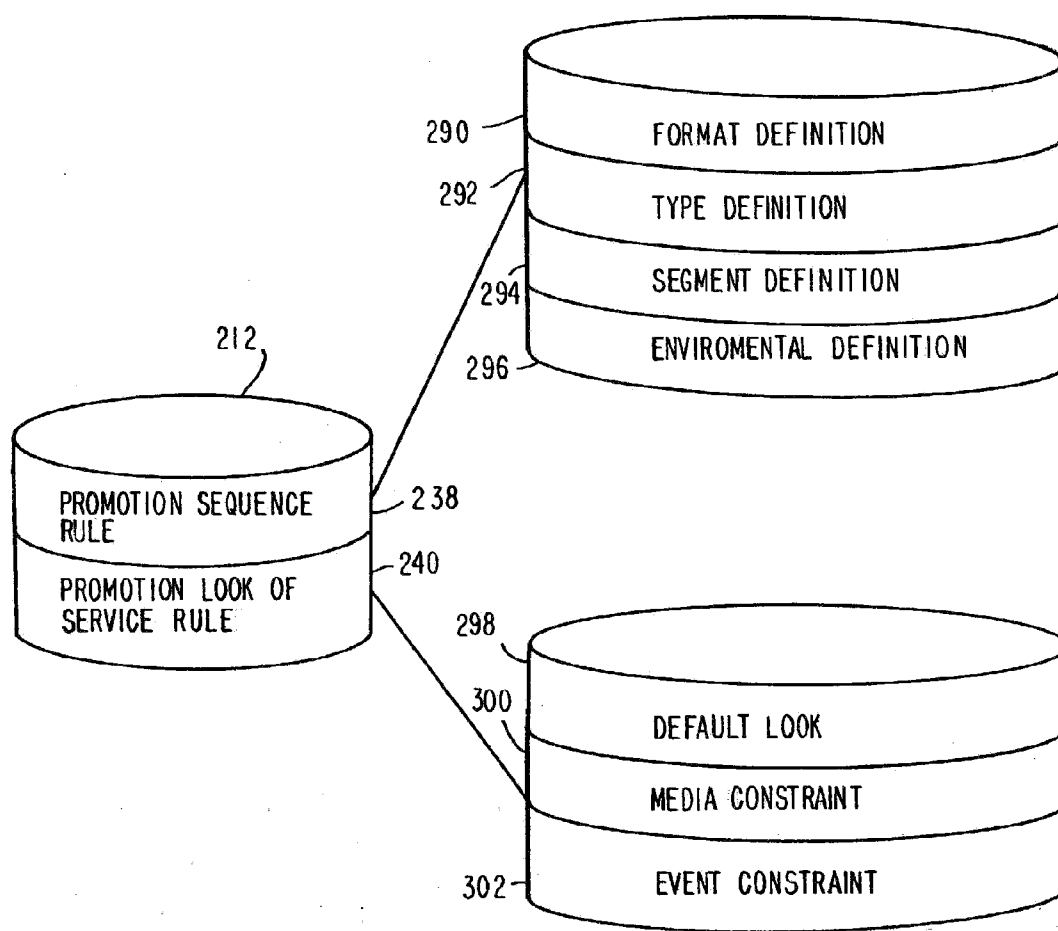 290
FORMAT DEFINITION
292
TYPE DEFINITION
294
SEGMENT DEFINITION
296
ENVIROMENTAL DEFINITION
212
PROMOTION SEQUENCE
RULE
238
240
PROMOTION LOOK OF
SERVICE RULE
298
300
DEFAULT LOOK
MEDIA CONSTRAINT
302
EVENT CONSTRAINT